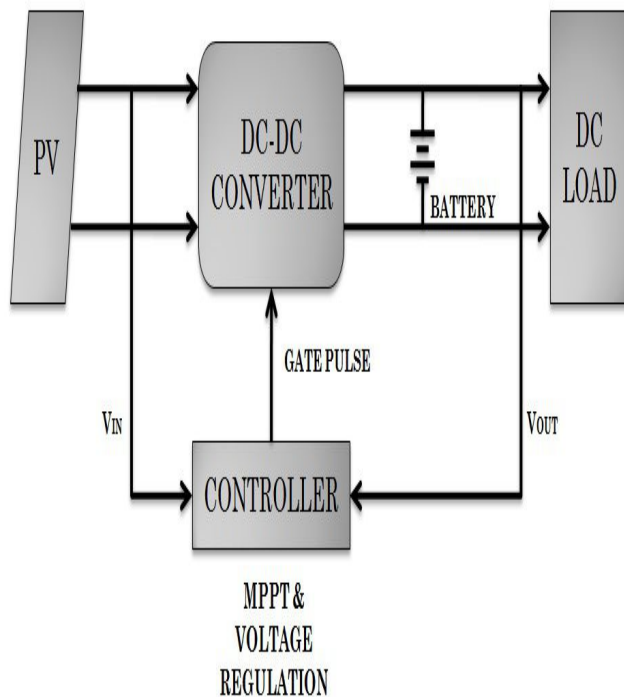 PV
DC-DC
CONVERTER
BATTERY
DC
LOAD
GATE PULSE
VIN
VOUT
CONTROLLER
MPPT &
VOLTAGE
REGULATION